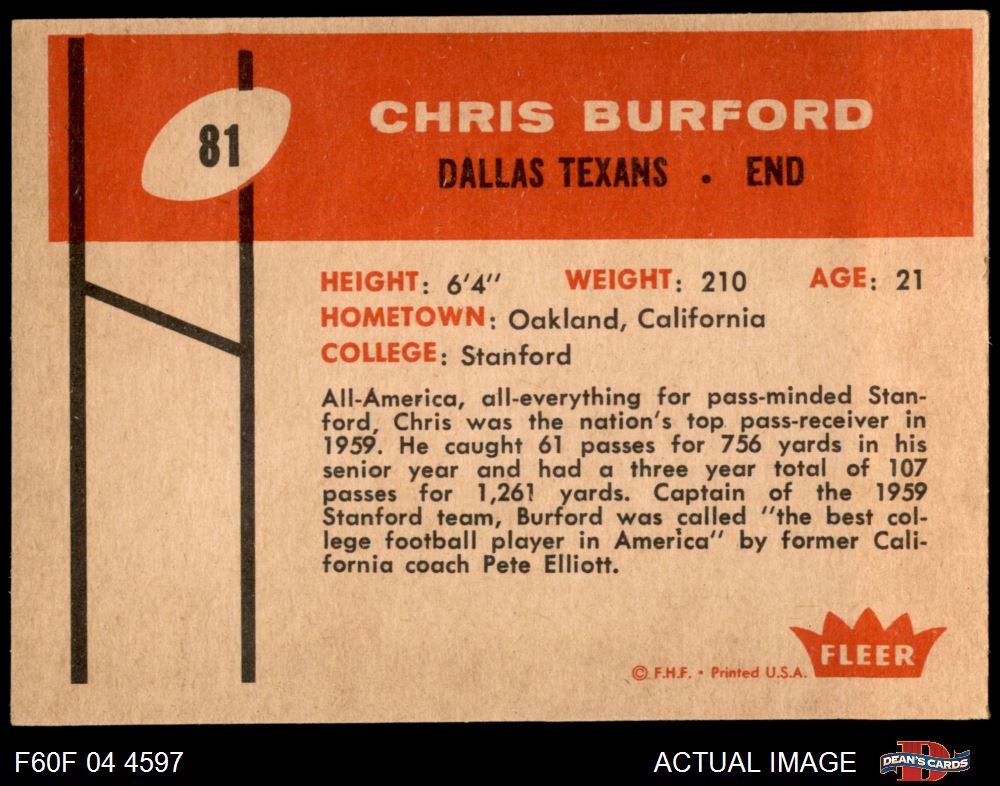 81
CHRIS BURFORD
DALLAS TEXANS . END
HEIGHT: 6'4" WEIGHT: 210 AGE: 21
HOMETOWN: Oakland, California
COLLEGE: Stanford
All-America, all-everything for pass-minded Stan-
ford, Chris was the nation's top pass-receiver in
1959. He caught 61 passes for 756 yards in his
senior year and had a three year total of 107
passes for 1,261 yards. Captain of the 1959
Stanford team, Burford was called "the best col-
lege football player in America" by former Cali-
fornia coach Pete Elliott.
FLEER
© F.H.F. • Printed U.S.A.
F60F 04 4597
ACTUAL IMAGE
D
DEAN'S CARDS